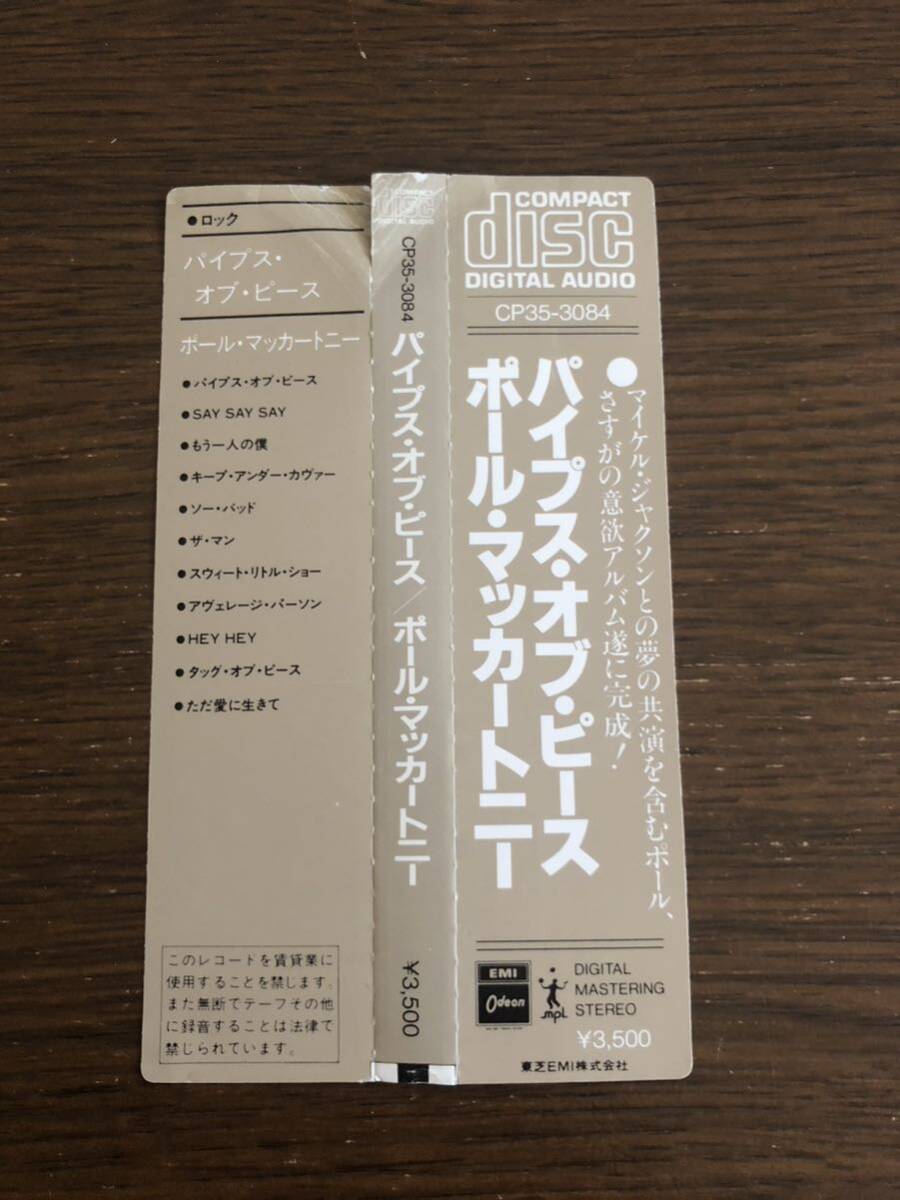 ●ロック
パイプス・
オブ・ピース
ポール・マッカートニー
●パイプス・オブ・ピース
●SAY SAY SAY
●もう一人の僕
●キープ・アンダー・カヴァー
●ソー・バッド
●ザ・マン
●スウィート・リトル・ショー
●アヴェレージ・パーソン
●HEY HEY
●タッグ・オブ・ピース
●ただ愛に生きて
このレコードを賃貸業に
使用することを禁じます。
また無断でテープその他
に録音することは法律で
禁じられています。
COMPACT
disc
DIGITAL AUDIO
CP35-3084
パイプス・オブ・ピース/ポール・マッカートニー
¥3,500
COMPACT
disc
DIGITAL AUDIO
CP35-3084
●マイケル・ジャクソンとの夢の共演を含むポール、
さすがの意欲アルバム遂に完成!
パイプス・オブ・ピース
ポール・マッカートニー
EMI
Odeon
mpL
DIGITAL
MASTERING
STEREO
¥3,500
東芝EMI株式会社